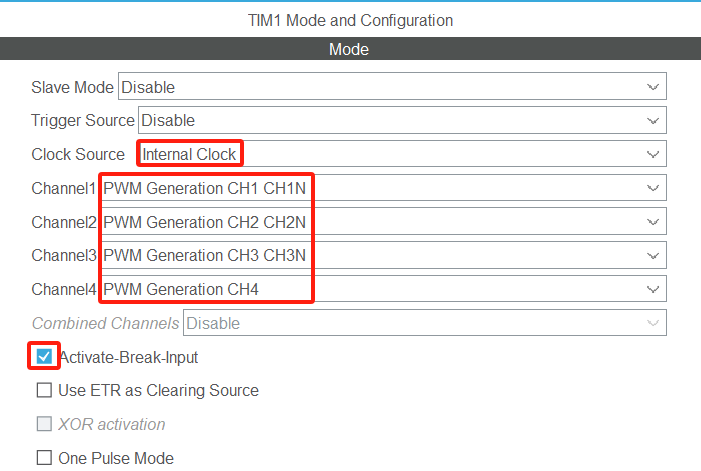 TIM1 Mode and Configuration
Mode
Slave Mode Disable
Trigger Source Disable
Clock Source Internal Clock
Channel1 PWM Generation CH1 CH1N
Channel2 PWM Generation CH2 CH2N
Channel3 PWM Generation CH3 CH3N
Channel4 PWM Generation CH4
Combined Channels Disable
Activate-Break-Input
Use ETR as Clearing Source
XOR activation
One Pulse Mode